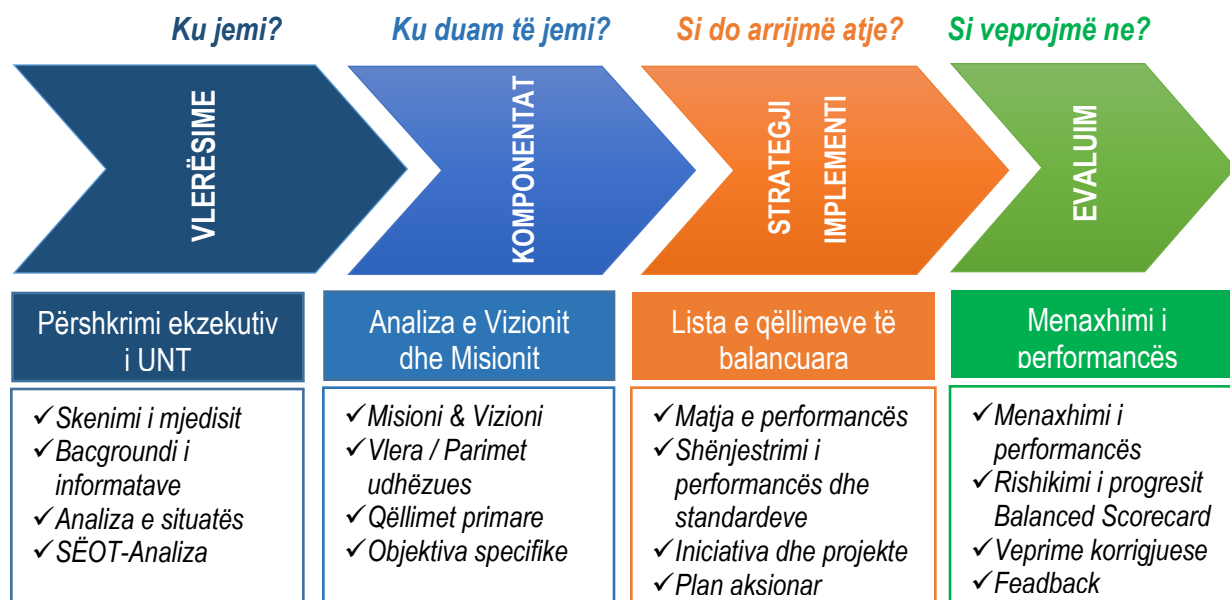 Ku jemi?
Ku duam të jemi?
Si do arrijmë atje?
Si veprojmë ne?
VLERËSIME
KOMPONENTAT
STRATEGJI
IMPLEMENTI
EVALUIM
Përshkrimi ekzekutiv
i UNT
Analiza e Vizionit
dhe Misionit
Lista e qëllimeve të
balancuara
Menaxhimi i
performancës
✓Skenimi i mjedisit
✓Bacgroundi i
informatave
✓Analiza e situatës
✓SËOT-Analiza
✓Misioni & Vizioni
✓Vlera / Parimet
udhëzues
✓Qëllimet primare
✓Objektiva specifike
✓Matja e performancës
✓Shënjestrimi i
performancës dhe
standardeve
✓Iniciativa dhe projekte
✓Plan aksionar
✓Menaxhimi i
performancës
✓Rishikimi i progresit
Balanced Scorecard
✓Veprime korrigjuese
✓Feadback